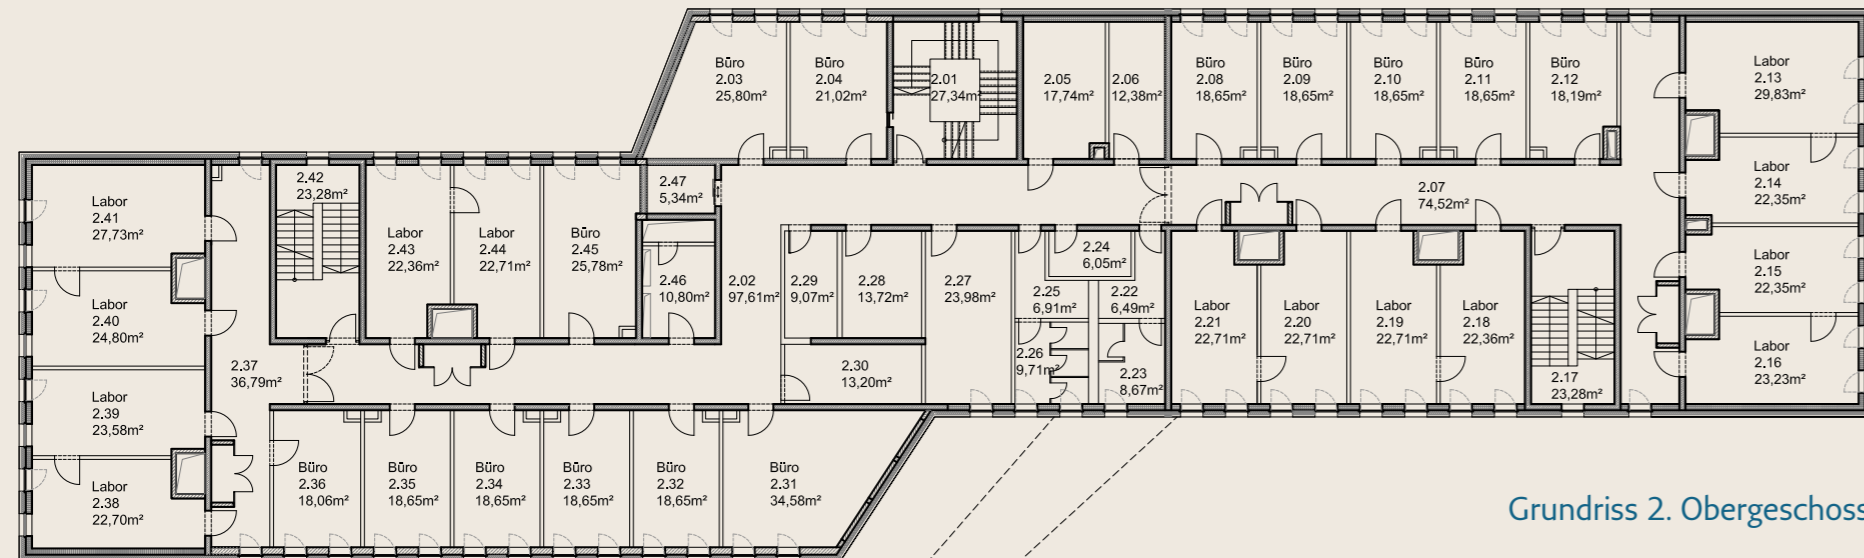 Büro
2.03
25,80m²
Büro
2.04
21,02m²
2.01
27,34m²
2.05
17,74m²
2.06
12,38m²
Büro
2.08
18,65m²
Büro
2.09
18,65m²
Büro
2.10
18,65m²
Büro
2.11
18,65m²
Büro
2.12
18,19m²
Labor
2.13
29,83m²
Labor
2.14
22,35m²
Labor
2.15
22,35m²
Labor
2.16
23,23m²
2.07
74,52m²
Labor
2.41
27,73m²
Labor
2.40
24,80m²
Labor
2.39
23,58m²
Labor
2.38
22,70m²
2.42
23,28m²
Labor
2.43
22,36m²
Labor
2.44
22,71m²
Büro
2.45
25,78m²
2.47
5,34m²
2.46
10,80m²
2.02
97,61m²
2.29
9,07m²
2.28
13,72m²
2.27
23,98m²
2.24
6,05m²
2.25
6,91m²
2.22
6,49m²
2.26
9,71m²
2.23
8,67m²
2.30
13,20m²
Labor
2.21
22,71m²
Labor
2.20
22,71m²
Labor
2.19
22,71m²
Labor
2.18
22,36m²
2.17
23,28m²
2.37
36,79m²
Büro
2.36
18,06m²
Büro
2.35
18,65m²
Büro
2.34
18,65m²
Büro
2.33
18,65m²
Büro
2.32
18,65m²
Büro
2.31
34,58m²
Grundriss 2. Obergeschoss